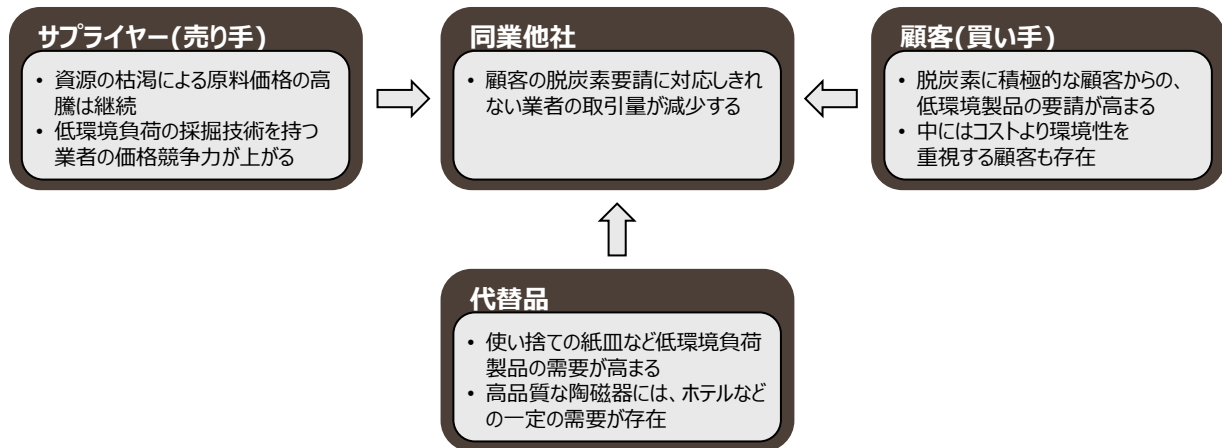 サプライヤー(売り手)
• 資源の枯渇による原料価格の高
騰は継続
• 低環境負荷の採掘技術を持つ
業者の価格競争力が上がる
同業他社
• 顧客の脱炭素要請に対応しきれ
ない業者の取引量が減少する
顧客(買い手)
• 脱炭素に積極的な顧客からの、
低環境製品の要請が高まる
• 中にはコストより環境性を
重視する顧客も存在
代替品
• 使い捨ての紙皿など低環境負荷
製品の需要が高まる
• 高品質な陶磁器には、ホテルなど
の一定の需要が存在